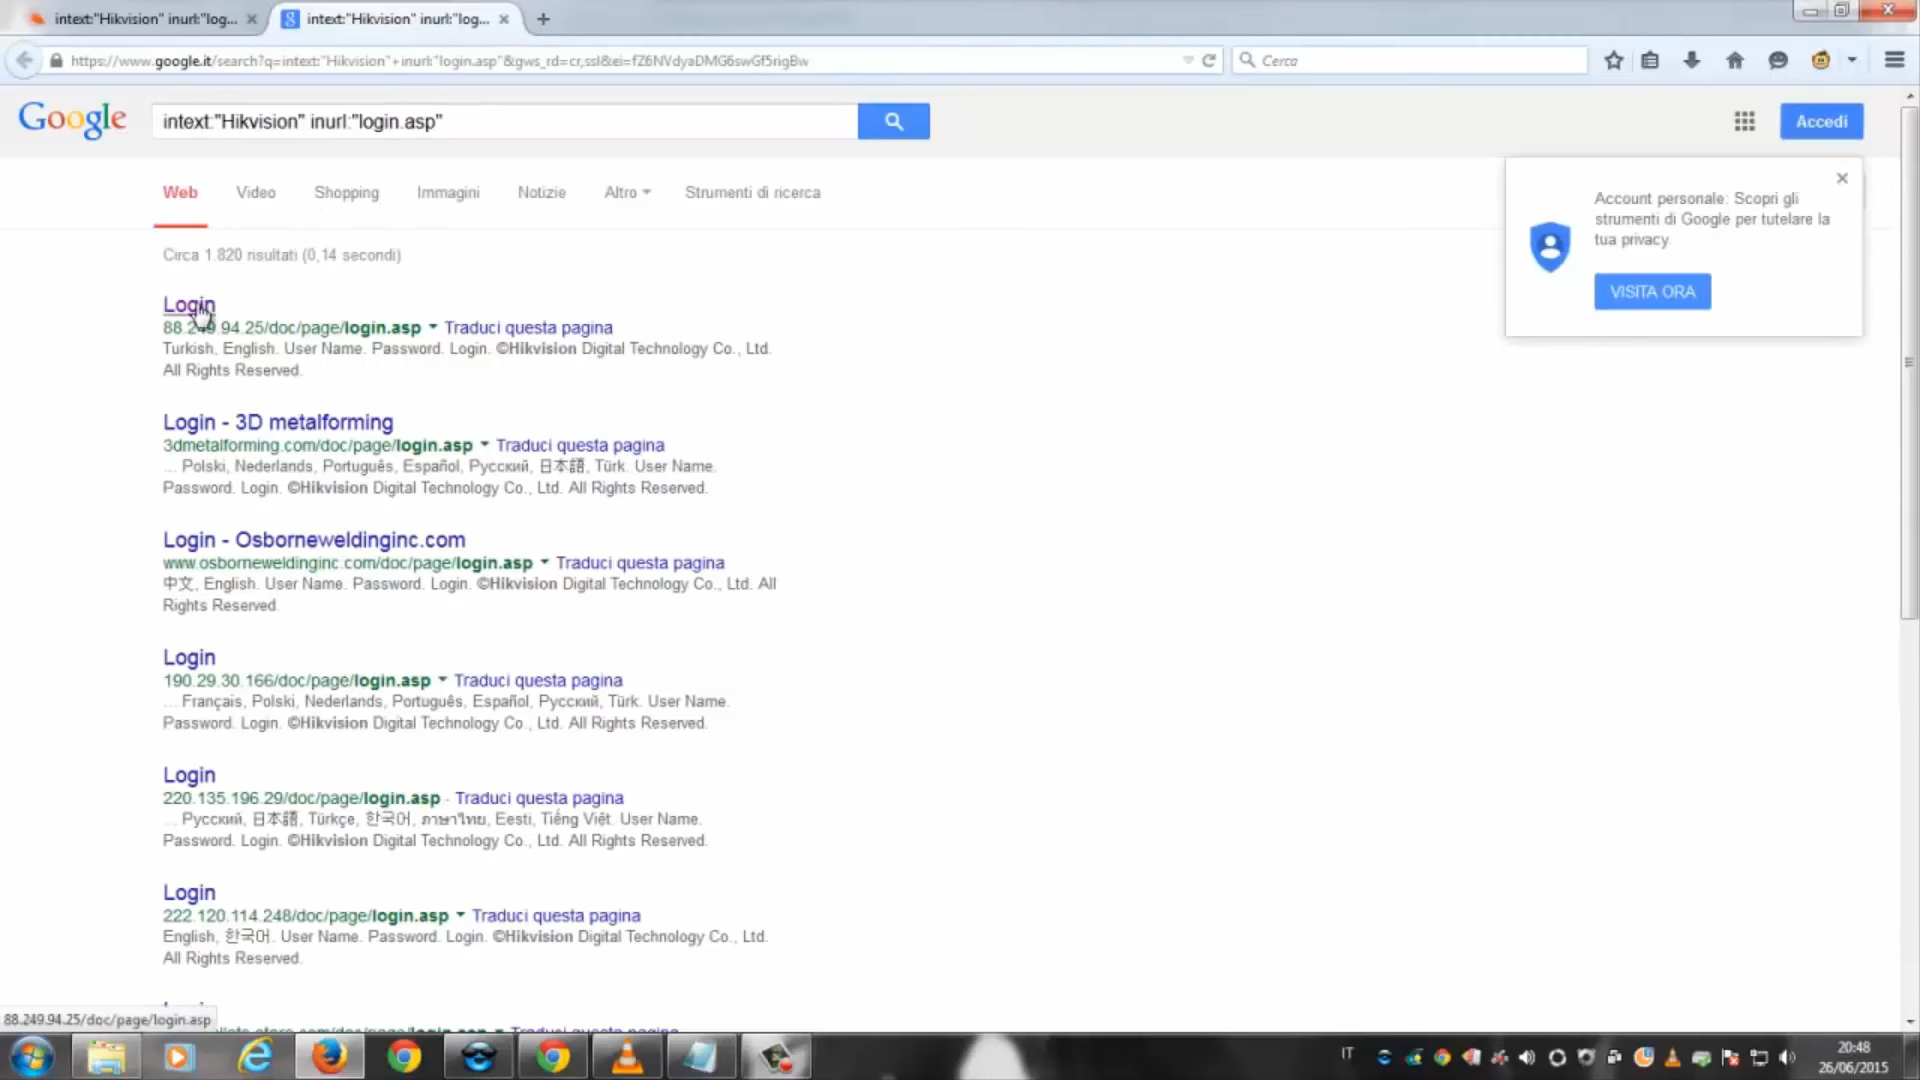 intext:"Hikvision" inurl:"log...
intext:"Hikvision" inurl:"log...
https://www.google.it/search?q=intext:"Hikvision"+inurl:"login.asp"&gws_rd=cr,ssl&ei=fZ6NVdyaDMG6swGf5rigBw
Cerca
Google
intext:"Hikvision" inurl:"login.asp"
Accedi
Web Video Shopping Immagini Notizie Altro Strumenti di ricerca
Account personale: Scopri gli
strumenti di Google per tutelare la
tua privacy.
VISITA ORA
Circa 1.820 risultati (0,14 secondi)
Login
88.249.94.25/doc/page/login.asp Traduci questa pagina
Turkish, English. User Name. Password. Login. ©Hikvision Digital Technology Co., Ltd.
All Rights Reserved.
Login - 3D metalforming
3dmetalforming.com/doc/page/login.asp Traduci questa pagina
... Polski, Nederlands, Português, Español, Русский, 日本語, Türk. User Name.
Password. Login. ©Hikvision Digital Technology Co., Ltd. All Rights Reserved.
Login - Osborneweldinginc.com
www.osborneweldinginc.com/doc/page/login.asp Traduci questa pagina
中文, English. User Name. Password. Login. ©Hikvision Digital Technology Co., Ltd. All
Rights Reserved.
Login
190.29.30.166/doc/page/login.asp Traduci questa pagina
... Français, Polski, Nederlands, Português, Español, Русский, Türk. User Name.
Password. Login. ©Hikvision Digital Technology Co., Ltd. All Rights Reserved.
Login
220.135.196.29/doc/page/login.asp - Traduci questa pagina
... Русский, 日本語, Türkçe, 한국어, ภาษาไทย, Eesti, Tiếng Việt. User Name.
Password. Login. ©Hikvision Digital Technology Co., Ltd. All Rights Reserved.
Login
222.120.114.248/doc/page/login.asp Traduci questa pagina
English, 한국어. User Name. Password. Login. ©Hikvision Digital Technology Co., Ltd.
All Rights Reserved.
88.249.94.25/doc/page/login.asp
Traduci questa pagina
IT
20:48
26/06/2015